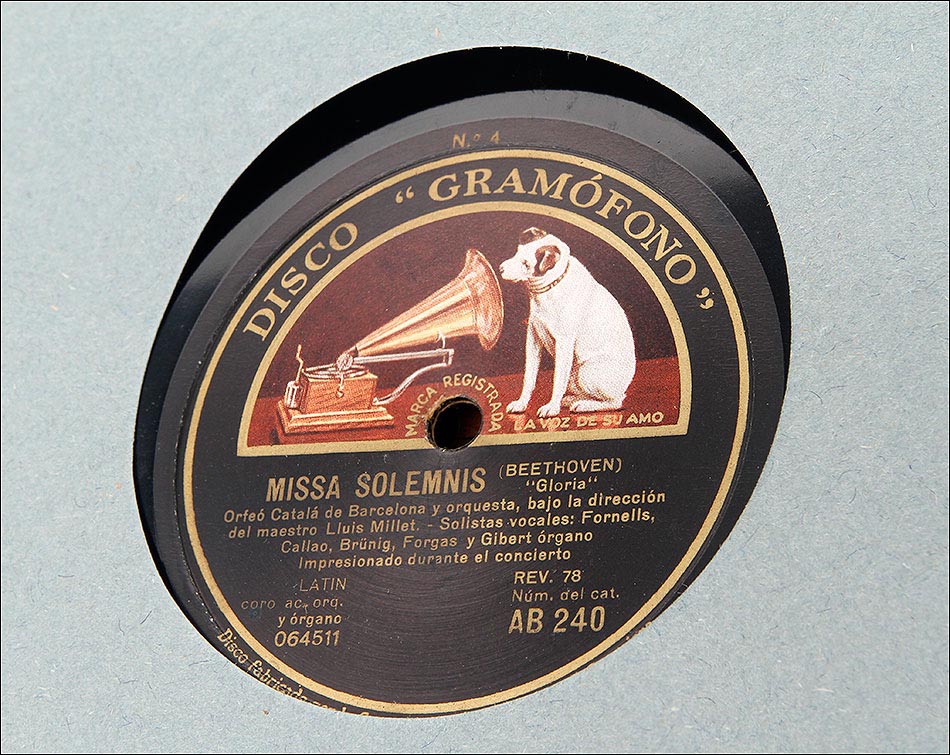 N.º 4
DISCO “GRAMÓFONO”
MARCA REGISTRADA
LA VOZ DE SU AMO
MISSA SOLEMNIS (BEETHOVEN)
"Gloria"
Orfeó Catalá de Barcelona y orquesta, bajo la dirección
del maestro Lluis Millet. - Solistas vocales: Fornells,
Callao, Brünig, Forgas y Gibert órgano
Impresionado durante el concierto
LATIN
coro ac. orq.
y órgano
064511
REV. 78
Núm. del cat.
AB 240
Disco fabricado